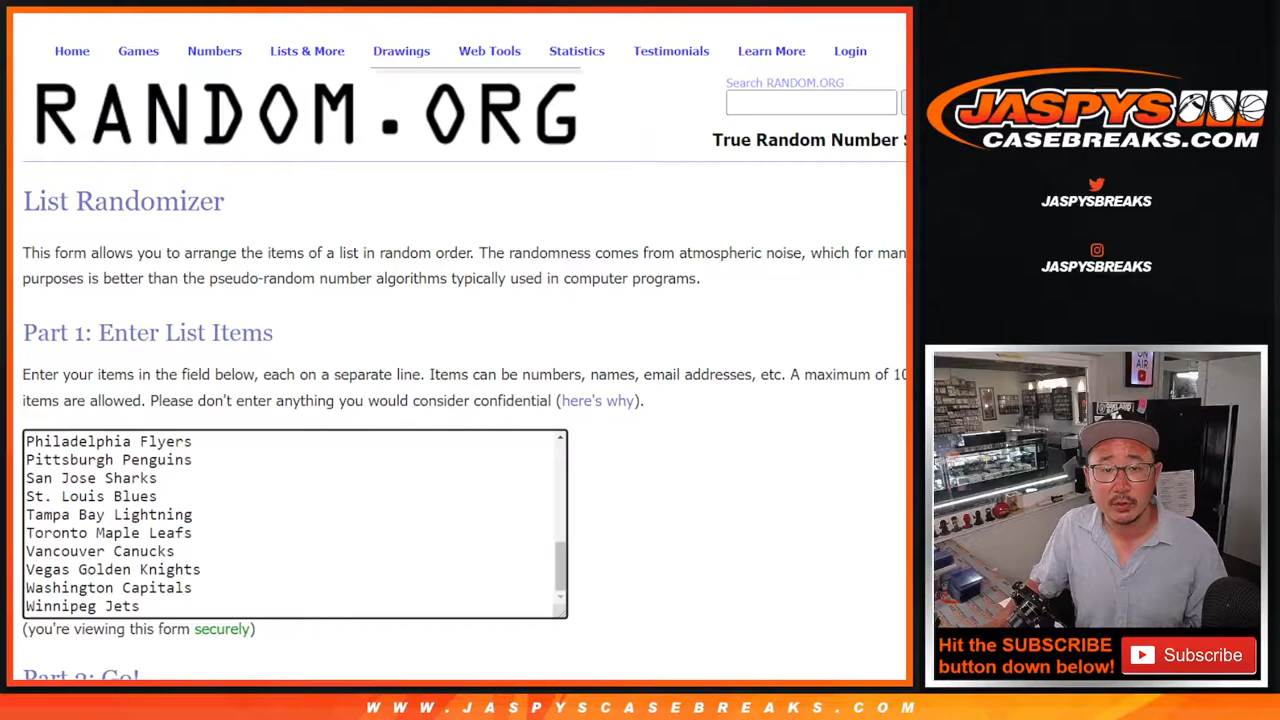 Home Games Numbers Lists & More Drawings Web Tools Statistics Testimonials Learn More Login
RANDOM.ORG
Search RANDOM.ORG
True Random Number S
List Randomizer
This form allows you to arrange the items of a list in random order. The randomness comes from atmospheric noise, which for man
purposes is better than the pseudo-random number algorithms typically used in computer programs.
Part 1: Enter List Items
Enter your items in the field below, each on a separate line. Items can be numbers, names, email addresses, etc. A maximum of 10
items are allowed. Please don't enter anything you would consider confidential (here's why).
Philadelphia Flyers
Pittsburgh Penguins
San Jose Sharks
St. Louis Blues
Tampa Bay Lightning
Toronto Maple Leafs
Vancouver Canucks
Vegas Golden Knights
Washington Capitals
Winnipeg Jets
(you're viewing this form securely)
Part 2: Go!
JASPYS
CASEBREAKS.COM
JASPYSBREAKS
JASPYSBREAKS
ON
AIR
Hit the SUBSCRIBE
button down below!
Subscribe
WWW.JASPYSCASEBREAKS.COM